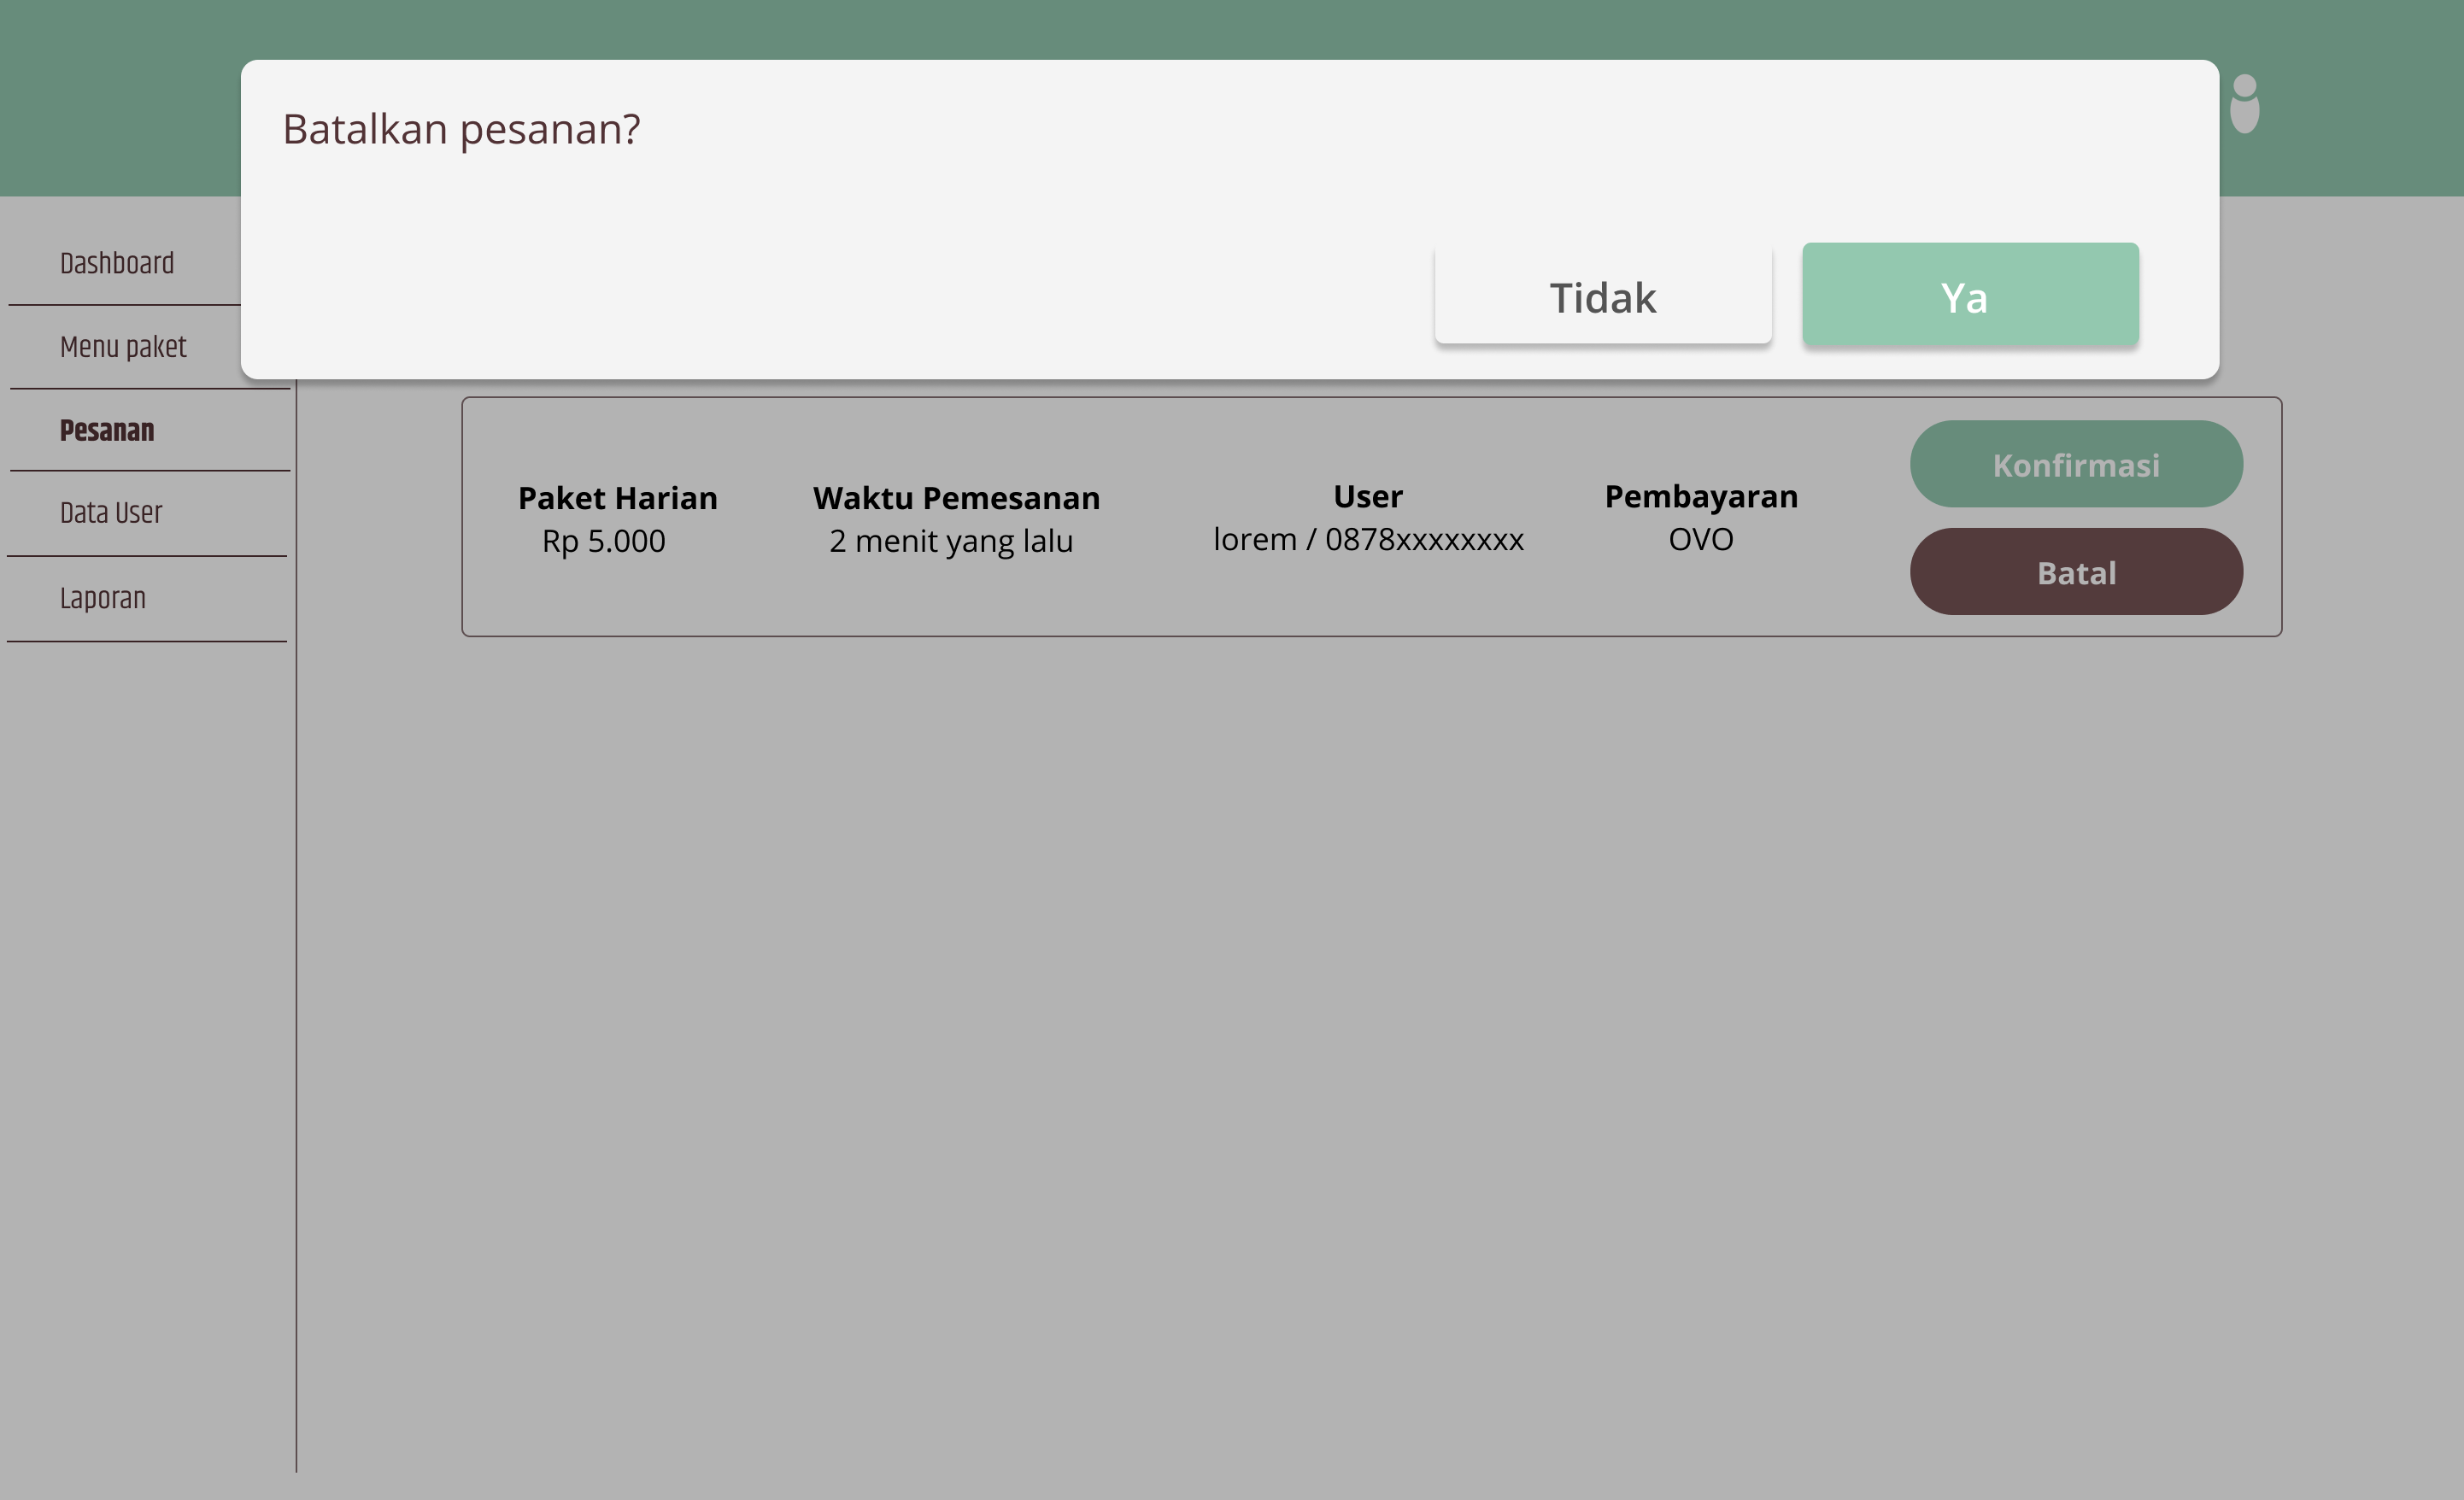 Batalkan pesanan?
Tidak
Ya
Dashboard
Menu paket
Pesanan
Data User
Laporan
Paket Harian
Rp 5.000
Waktu Pemesanan
2 menit yang lalu
User
lorem / 0878xxxxxxxxx
Pembayaran
OVO
Konfirmasi
Batal